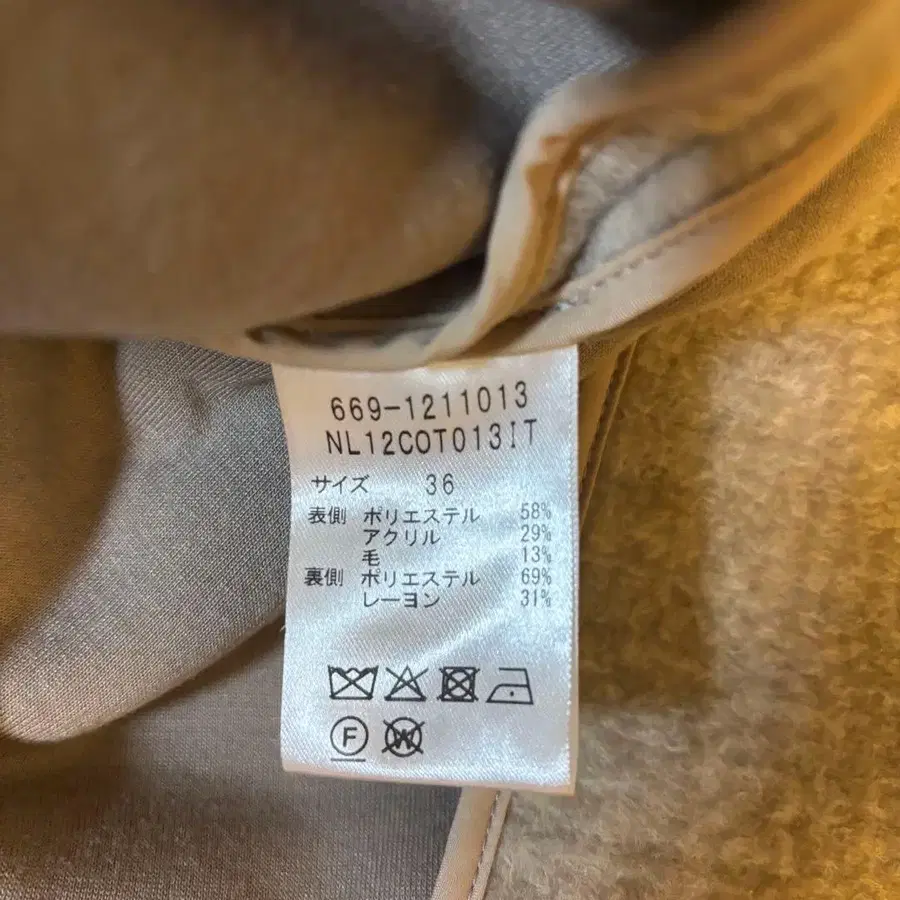 669-1211013
NL12COT013IT
サイズ 36
表側 ポリエステル 58%
アクリル 29%
毛 13%
裏側 ポリエステル 69%
レーヨン 31%
F W